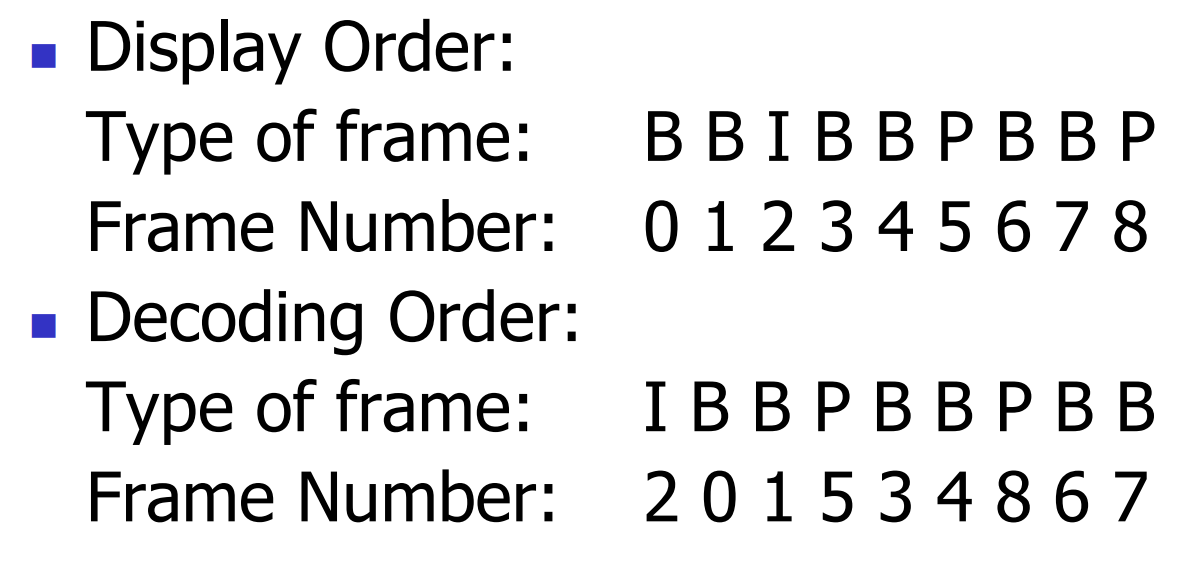 Display Order:
Type of frame: B B I B B P B B P
Frame Number: 0 1 2 3 4 5 6 7 8
Decoding Order:
Type of frame: I B B P B B P B B
Frame Number: 2 0 1 5 3 4 8 6 7